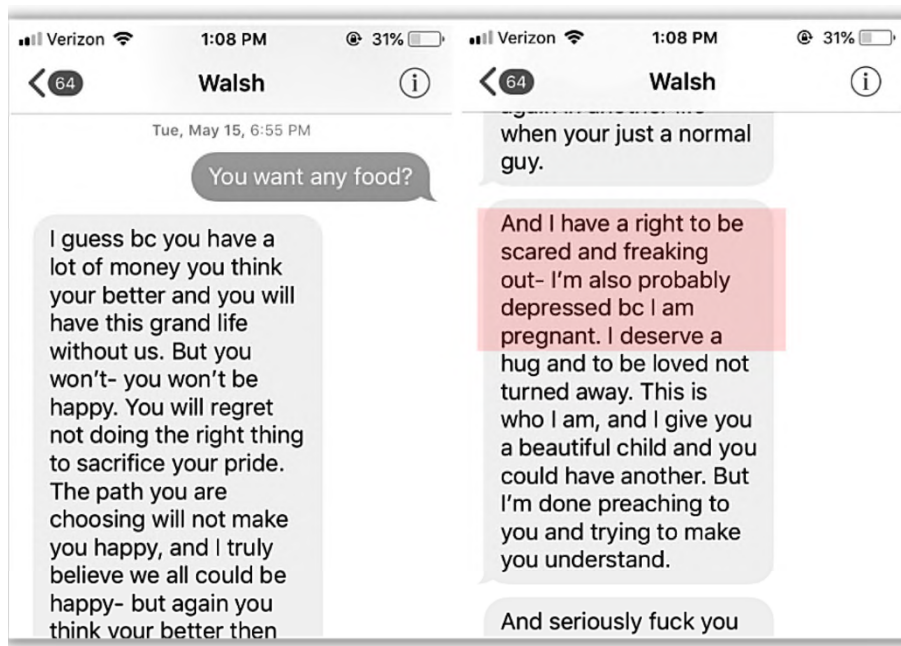 Verizon 1:08 PM 31%
64 Walsh
Tue, May 15, 6:55 PM
You want any food?
I guess bc you have a
lot of money you think
your better and you will
have this grand life
without us. But you
won't- you won't be
happy. You will regret
not doing the right thing
to sacrifice your pride.
The path you are
choosing will not make
you happy, and I truly
believe we all could be
happy- but again you
think your better then
Verizon 1:08 PM 31%
64 Walsh
when your just a normal
guy.
And I have a right to be
scared and freaking
out- I'm also probably
depressed bc I am
pregnant. I deserve a
hug and to be loved not
turned away. This is
who I am, and I give you
a beautiful child and you
could have another. But
I'm done preaching to
you and trying to make
you understand.
And seriously fuck you